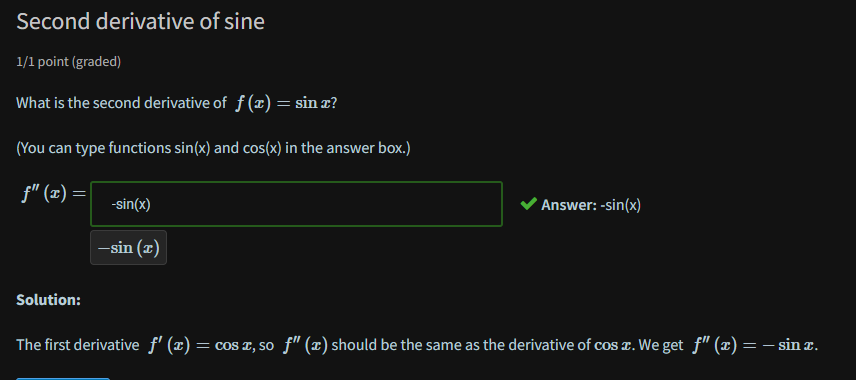 Second derivative of sine
1/1 point (graded)
What is the second derivative of f(x) = sin x?
(You can type functions sin(x) and cos(x) in the answer box.)
f″(x) = -sin(x) Answer: -sin(x)
−sin(x)
Solution:
The first derivative f′(x) = cos x, so f″(x) should be the same as the derivative of cos x. We get f″(x) = − sin x.